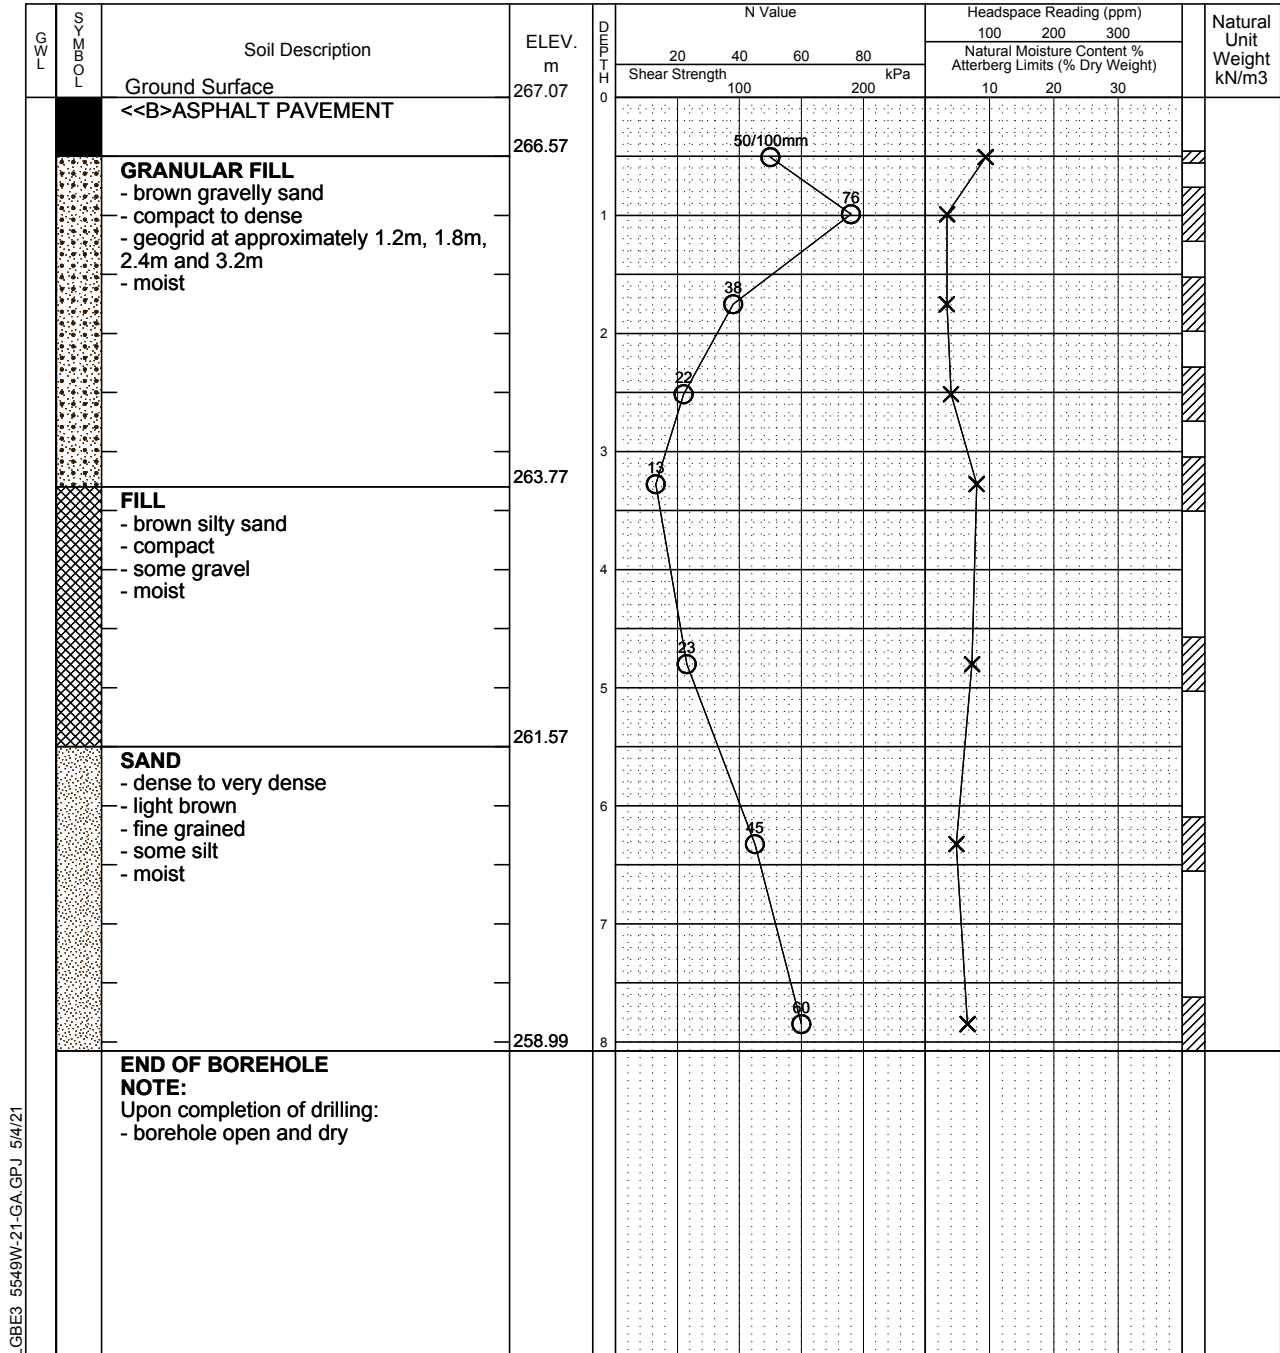 GWL
SYMBOL
Soil Description
Ground Surface
ELEV.
m
267.07
DEPTH
N Value
20 40 60 80
Shear Strength kPa
100 200
Headspace Reading (ppm)
100 200 300
Natural Moisture Content %
Atterberg Limits (% Dry Weight)
10 20 30
Natural
Unit
Weight
kN/m3
0
<<B>ASPHALT PAVEMENT
266.57
50/100mm
GRANULAR FILL
- brown gravelly sand
- compact to dense
- geogrid at approximately 1.2m, 1.8m,
2.4m and 3.2m
- moist
76
1
38
2
22
3
13
263.77
FILL
- brown silty sand
- compact
- some gravel
- moist
4
23
5
261.57
SAND
- dense to very dense
- light brown
- fine grained
- some silt
- moist
6
45
7
60
258.99
8
END OF BOREHOLE
NOTE:
Upon completion of drilling:
- borehole open and dry
LGBE3 5549W-21-GA.GPJ 5/4/21